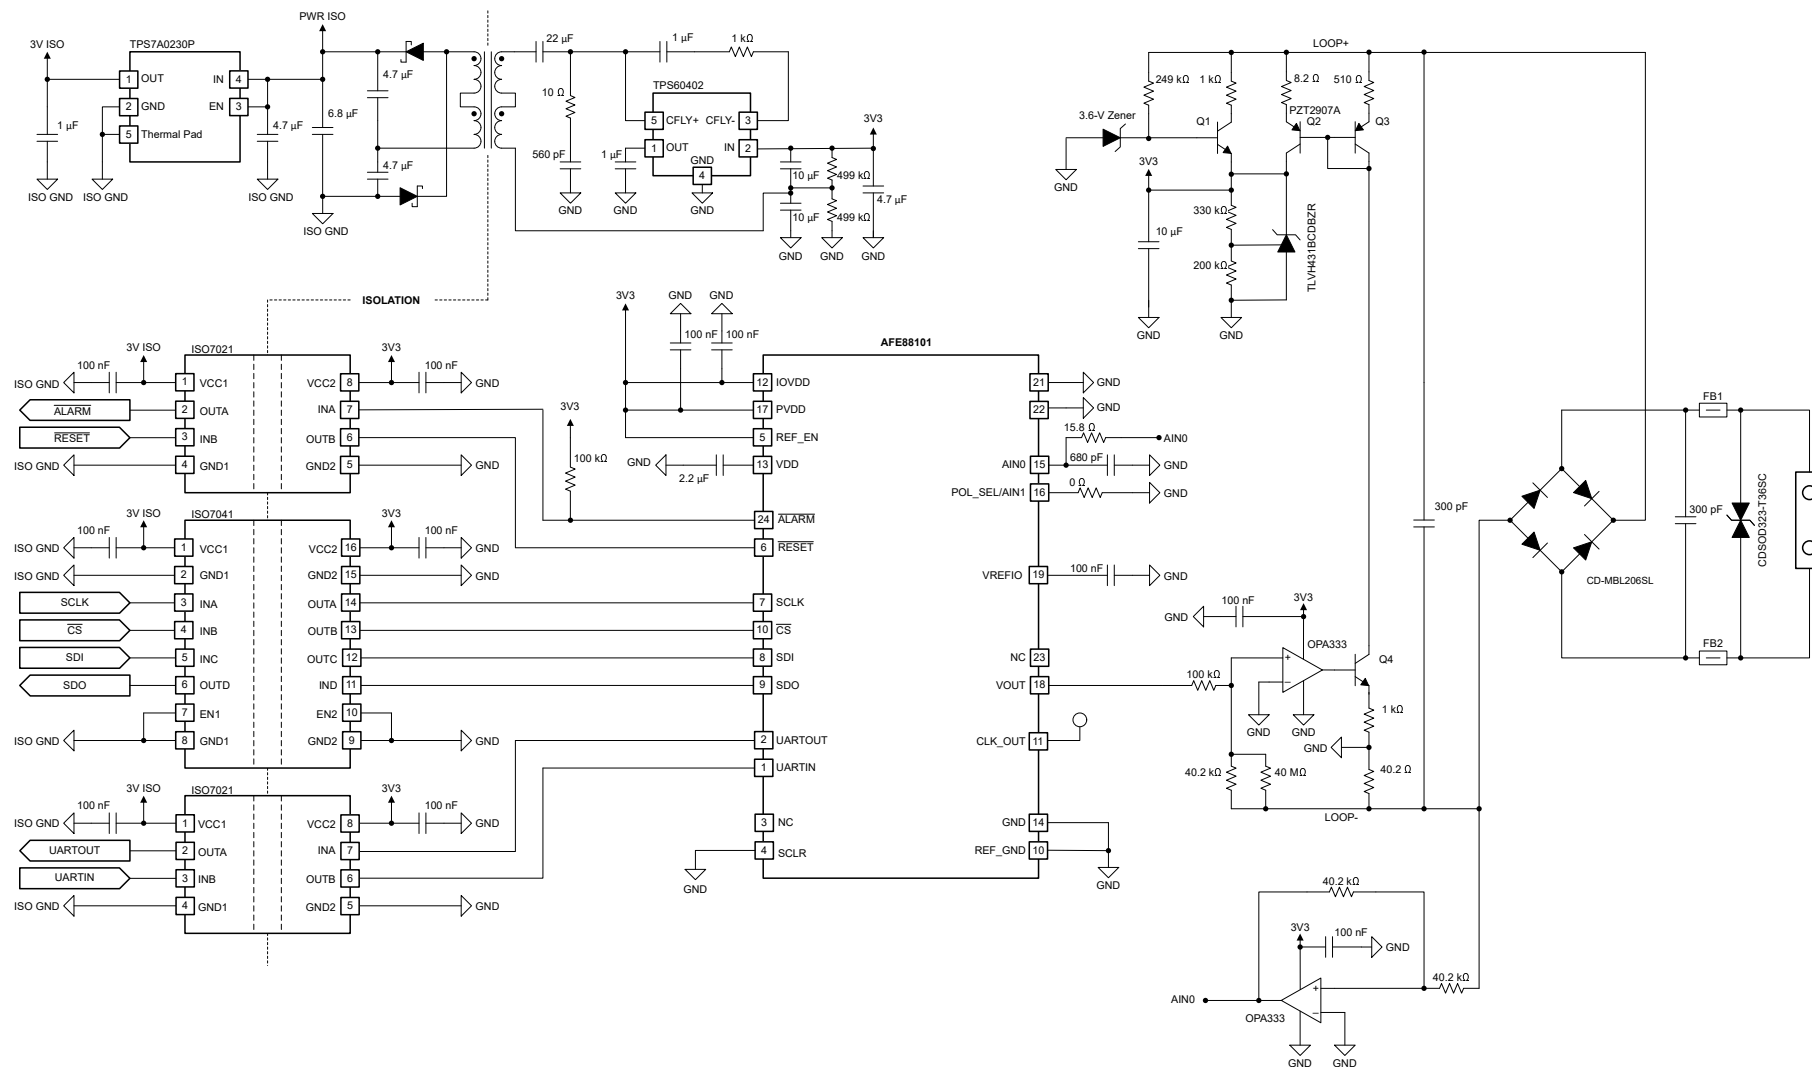 PWR ISO
3V ISO
TPS7A0230P
1 OUT
IN 4
2 GND
EN 3
5 Thermal Pad
1 µF
4.7 µF
6.8 µF
4.7 µF
4.7 µF
ISO GND
ISO GND
ISO GND
ISO GND
22 µF
1 µF
1 kΩ
10 Ω
560 pF
TPS60402
5 CFLY+
CFLY- 3
1 OUT
IN 2
GND
4
1 µF
3V3
10 µF
499 kΩ
10 µF
499 kΩ
4.7 µF
GND
GND
GND
GND
GND
GND
ISOLATION
LOOP+
249 kΩ
1 kΩ
8.2 Ω
510 Ω
PZT2907A
3.6-V Zener
Q1
Q2
Q3
GND
3V3
330 kΩ
10 µF
200 kΩ
TLVH431BCDBZR
GND
GND
ISO7021
3V ISO
100 nF
ISO GND
1 VCC1
VCC2 8
3V3
100 nF
GND
ALARM
2 OUTA
INA 7
RESET
3 INB
OUTB 6
ISO GND
4 GND1
GND2 5
GND
ISO7041
3V ISO
100 nF
ISO GND
1 VCC1
VCC2 16
3V3
100 nF
GND
ISO GND
2 GND1
GND2 15
GND
SCLK
3 INA
OUTA 14
CS
4 INB
OUTB 13
SDI
5 INC
OUTC 12
SDO
6 OUTD
IND 11
7 EN1
EN2 10
ISO GND
8 GND1
GND2 9
GND
ISO7021
3V ISO
100 nF
ISO GND
1 VCC1
VCC2 8
3V3
100 nF
GND
UARTOUT
2 OUTA
INA 7
UARTIN
3 INB
OUTB 6
ISO GND
4 GND1
GND2 5
GND
3V3
GND
GND
100 nF
100 nF
3V3
100 kΩ
GND
2.2 µF
AFE88101
12 IOVDD
17 PVDD
5 REF_EN
13 VDD
24 ALARM
6 RESET
7 SCLK
10 CS
8 SDI
9 SDO
2 UARTOUT
1 UARTIN
3 NC
4 SCLR
GND
21
GND
22
GND
15.8 Ω
AIN0
AIN0 15
680 pF
GND
POL_SEL/AIN1 16
0 Ω
GND
VREFIO 19
100 nF
GND
NC 23
VOUT 18
CLK_OUT 11
GND 14
REF_GND 10
GND
100 nF
3V3
GND
OPA333
+
−
Q4
100 kΩ
GND
GND
1 kΩ
GND
40.2 kΩ
40 MΩ
40.2 Ω
LOOP-
300 pF
CD-MBL206SL
300 pF
FB1
FB2
CDSOD323-T36SC
40.2 kΩ
3V3
100 nF
GND
40.2 kΩ
AIN0
OPA333
+
−
GND
GND